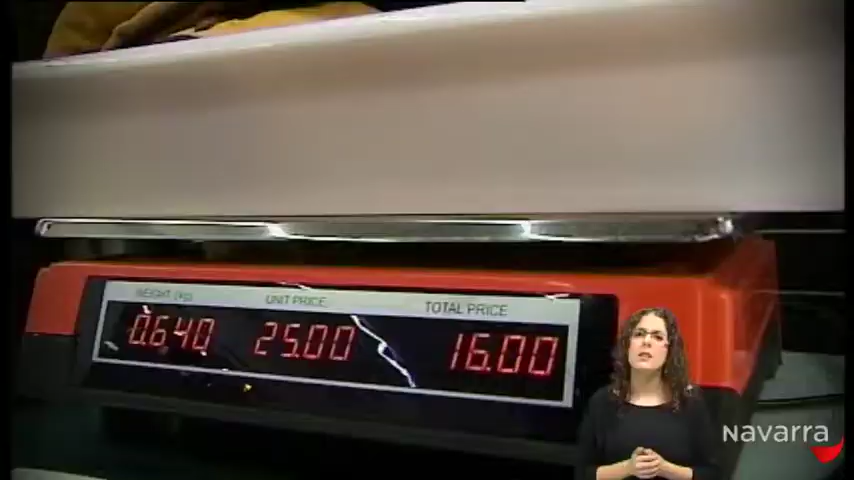 WEIGHT (kg) UNIT PRICE TOTAL PRICE
0.640 25.00 16.00
NAVARRA